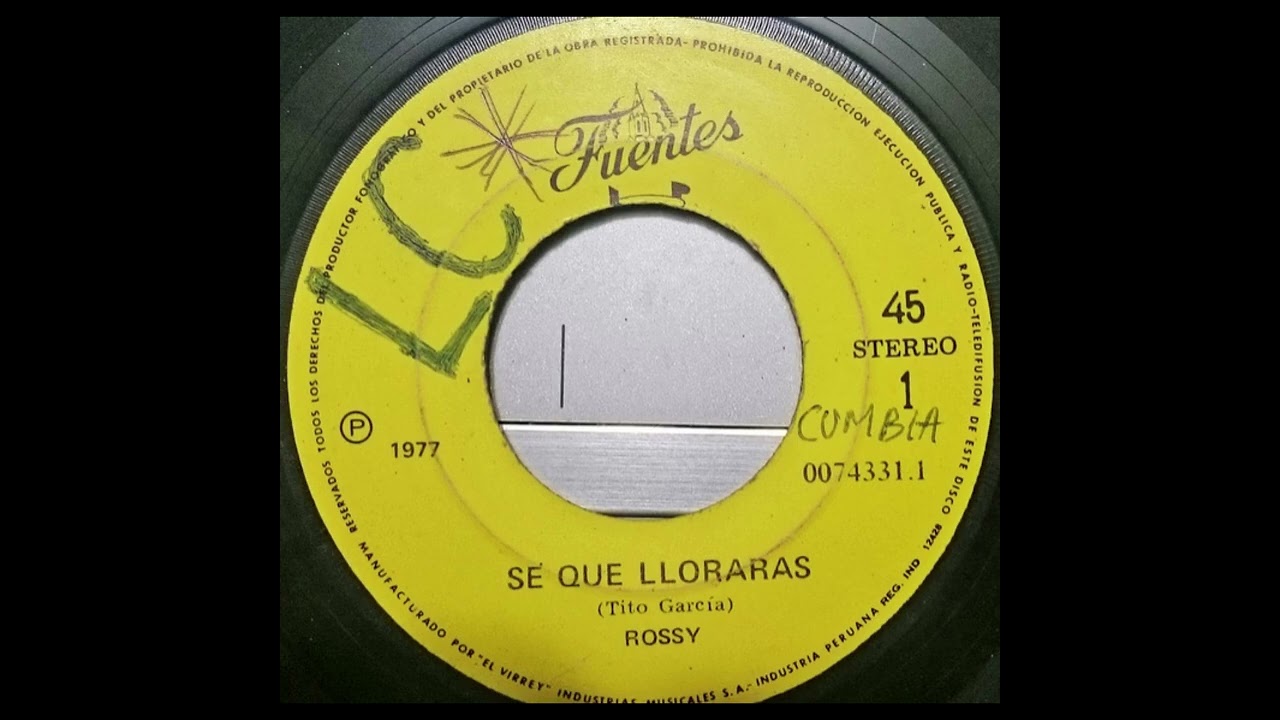 RESERVADOS TODOS LOS DERECHOS DEL PRODUCTOR FONOGRAFICO Y DEL PROPIETARIO DE LA OBRA REGISTRADA- PROHIBIDA LA REPRODUCCION EJECUCION PUBLICA Y RADIO-TELEDIFUSION DE ESTE DISCO
Fuentes
LC
45
STEREO
1
CUMBIA
0074331.1
P 1977
SE QUE LLORARAS
(Tito García)
ROSSY
MANUFACTURADO POR "EL VIRREY" INDUSTRIAS MUSICALES S.A.- INDUSTRIA PERUANA REG. IND 12428